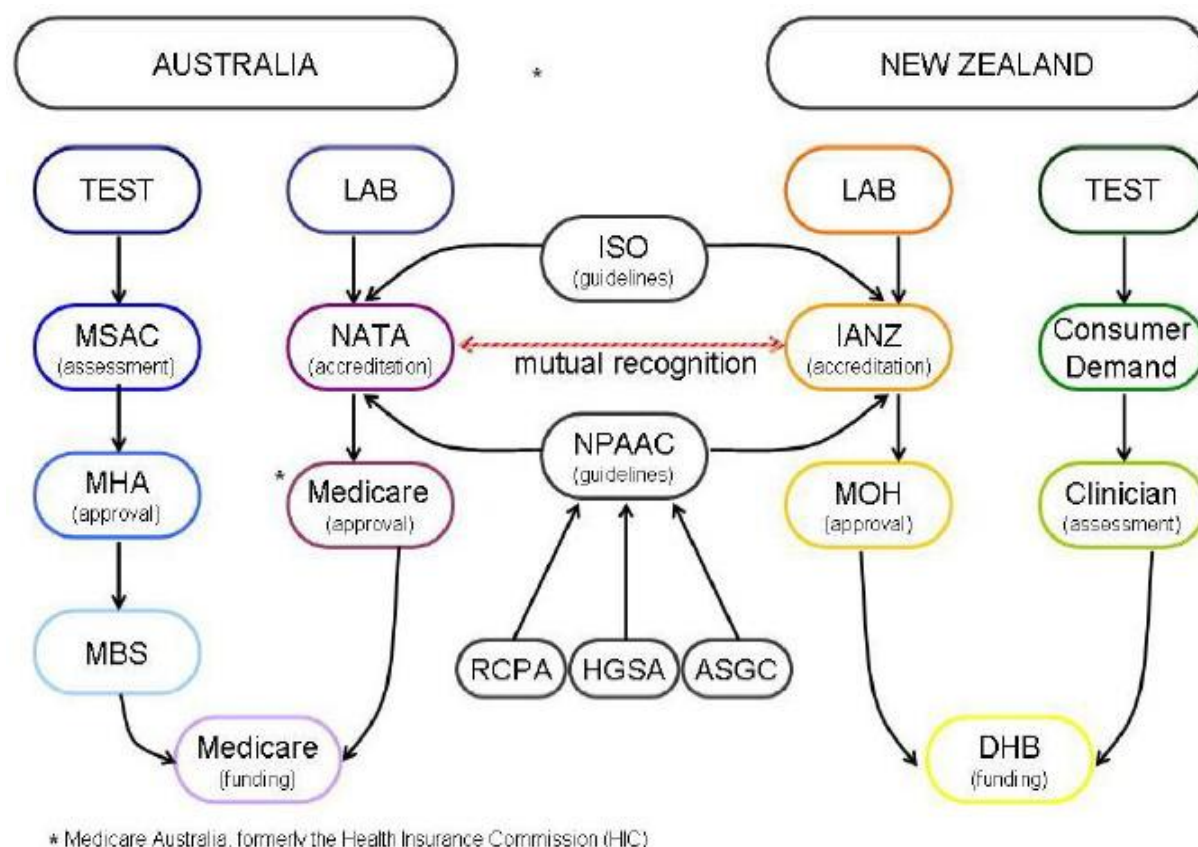 AUSTRALIA
*
NEW ZEALAND
TEST
LAB
LAB
TEST
ISO
(guidelines)
MSAC
(assessment)
NATA
(accreditation)
mutual recognition
IANZ
(accreditation)
Consumer
Demand
NPAAC
(guidelines)
MHA
(approval)
*
Medicare
(approval)
MOH
(approval)
Clinician
(assessment)
MBS
RCPA
HGSA
ASGC
Medicare
(funding)
DHB
(funding)
* Medicare Australia, formerly the Health Insurance Commission (HIC)